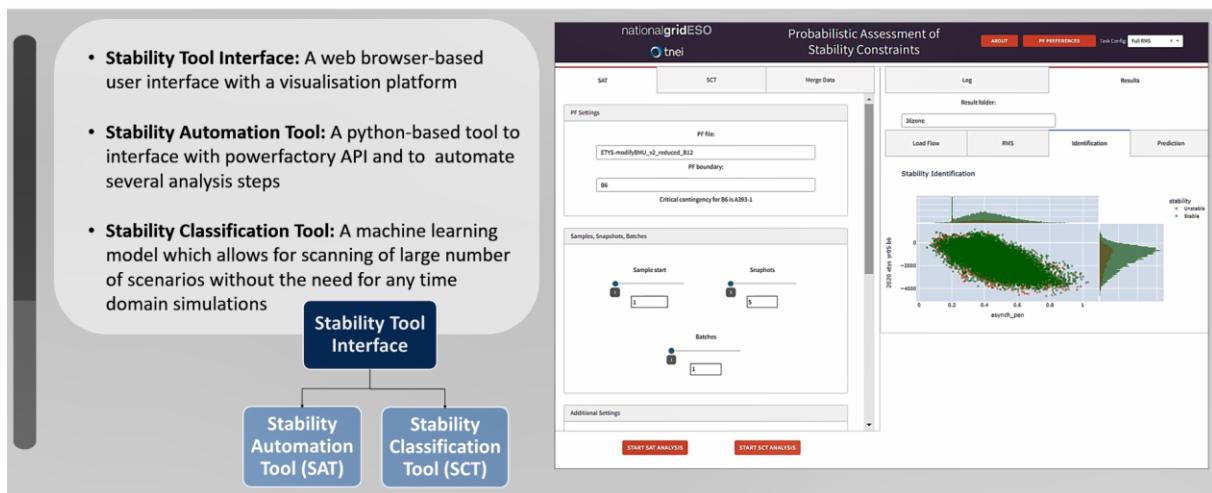 • Stability Tool Interface: A web browser-based
user interface with a visualisation platform
• Stability Automation Tool: A python-based tool to
interface with powerfactory API and to automate
several analysis steps
• Stability Classification Tool: A machine learning
model which allows for scanning of large number
of scenarios without the need for any time
domain simulations
Stability Tool
Interface
Stability
Automation
Tool (SAT)
Stability
Classification
Tool (SCT)
nationalgridESO
tnei
Probabilistic Assessment of
Stability Constraints
ABOUT
PF PREFERENCES
Task Config:
Full RMS
SAT
SCT
Merge Data
PF Settings
PF file:
ETYS-modifyBMU_v2_reduced_B12
PF boundary:
B6
Critical contingency for B6 is A393-1
Samples, Snapshots, Batches
Sample start
Snaphots
1
5
Batches
1
Additional Settings
START SAT ANALYSIS
START SCT ANALYSIS
Log
Results
Result folder:
Load Flow
RMS
Identification
Prediction
Stability Identification
stability
Unstable
Stable
2020 etys yr05 b6
0
−2000
−4000
0
0.2
0.4
0.6
0.8
1
asynch_pen